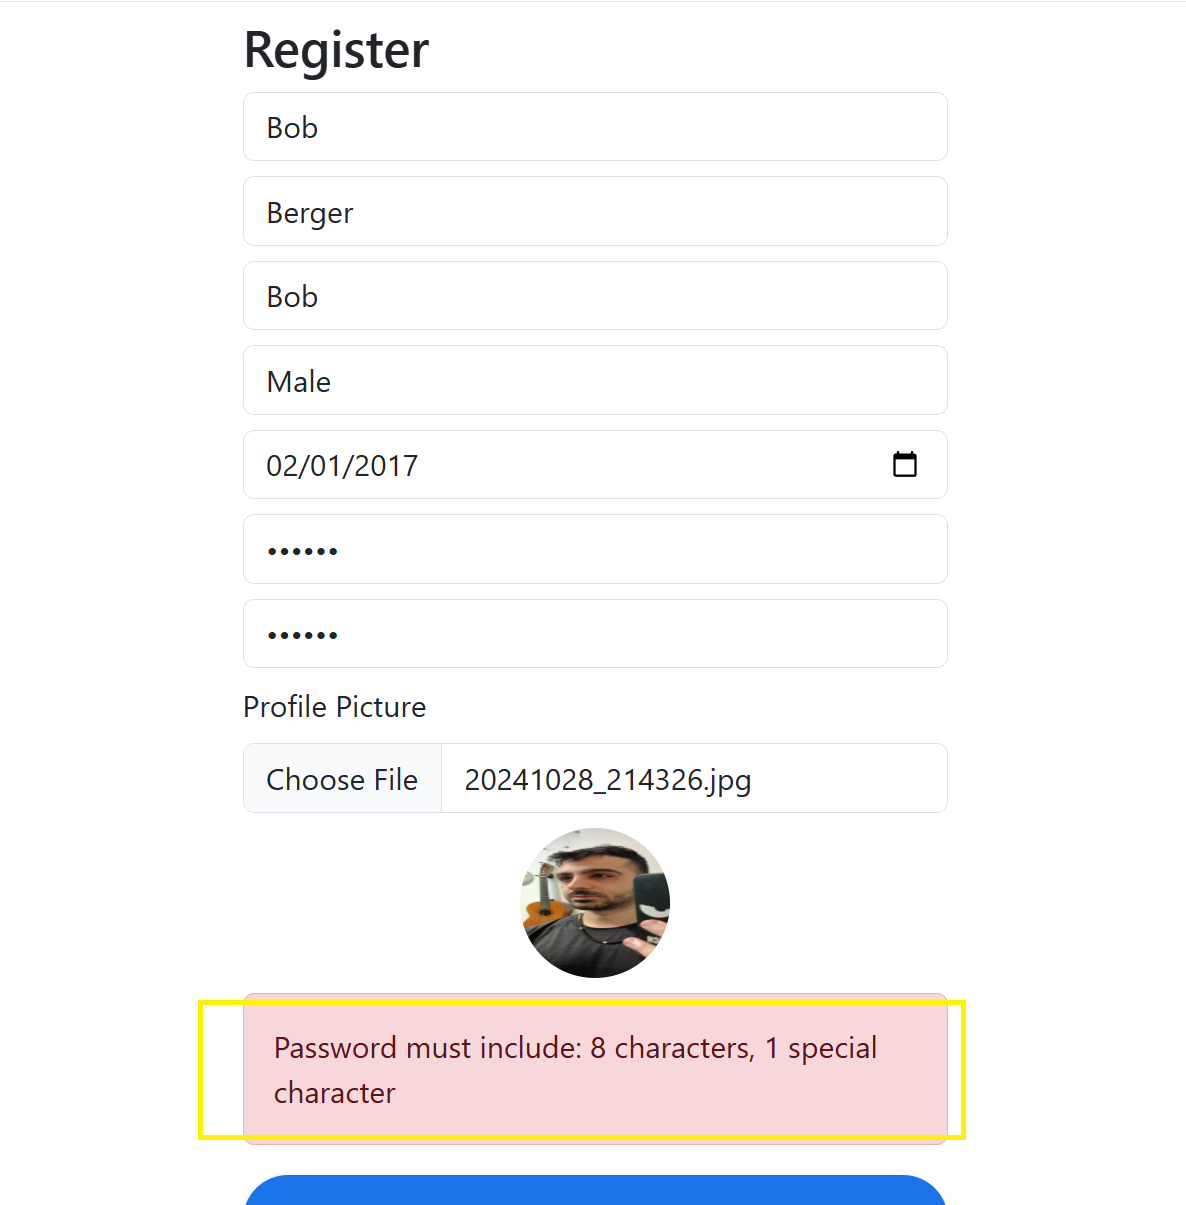 Register
Bob
Berger
Bob
Male
02/01/2017
••••••
••••••
Profile Picture
Choose File 20241028_214326.jpg
Password must include: 8 characters, 1 special
character